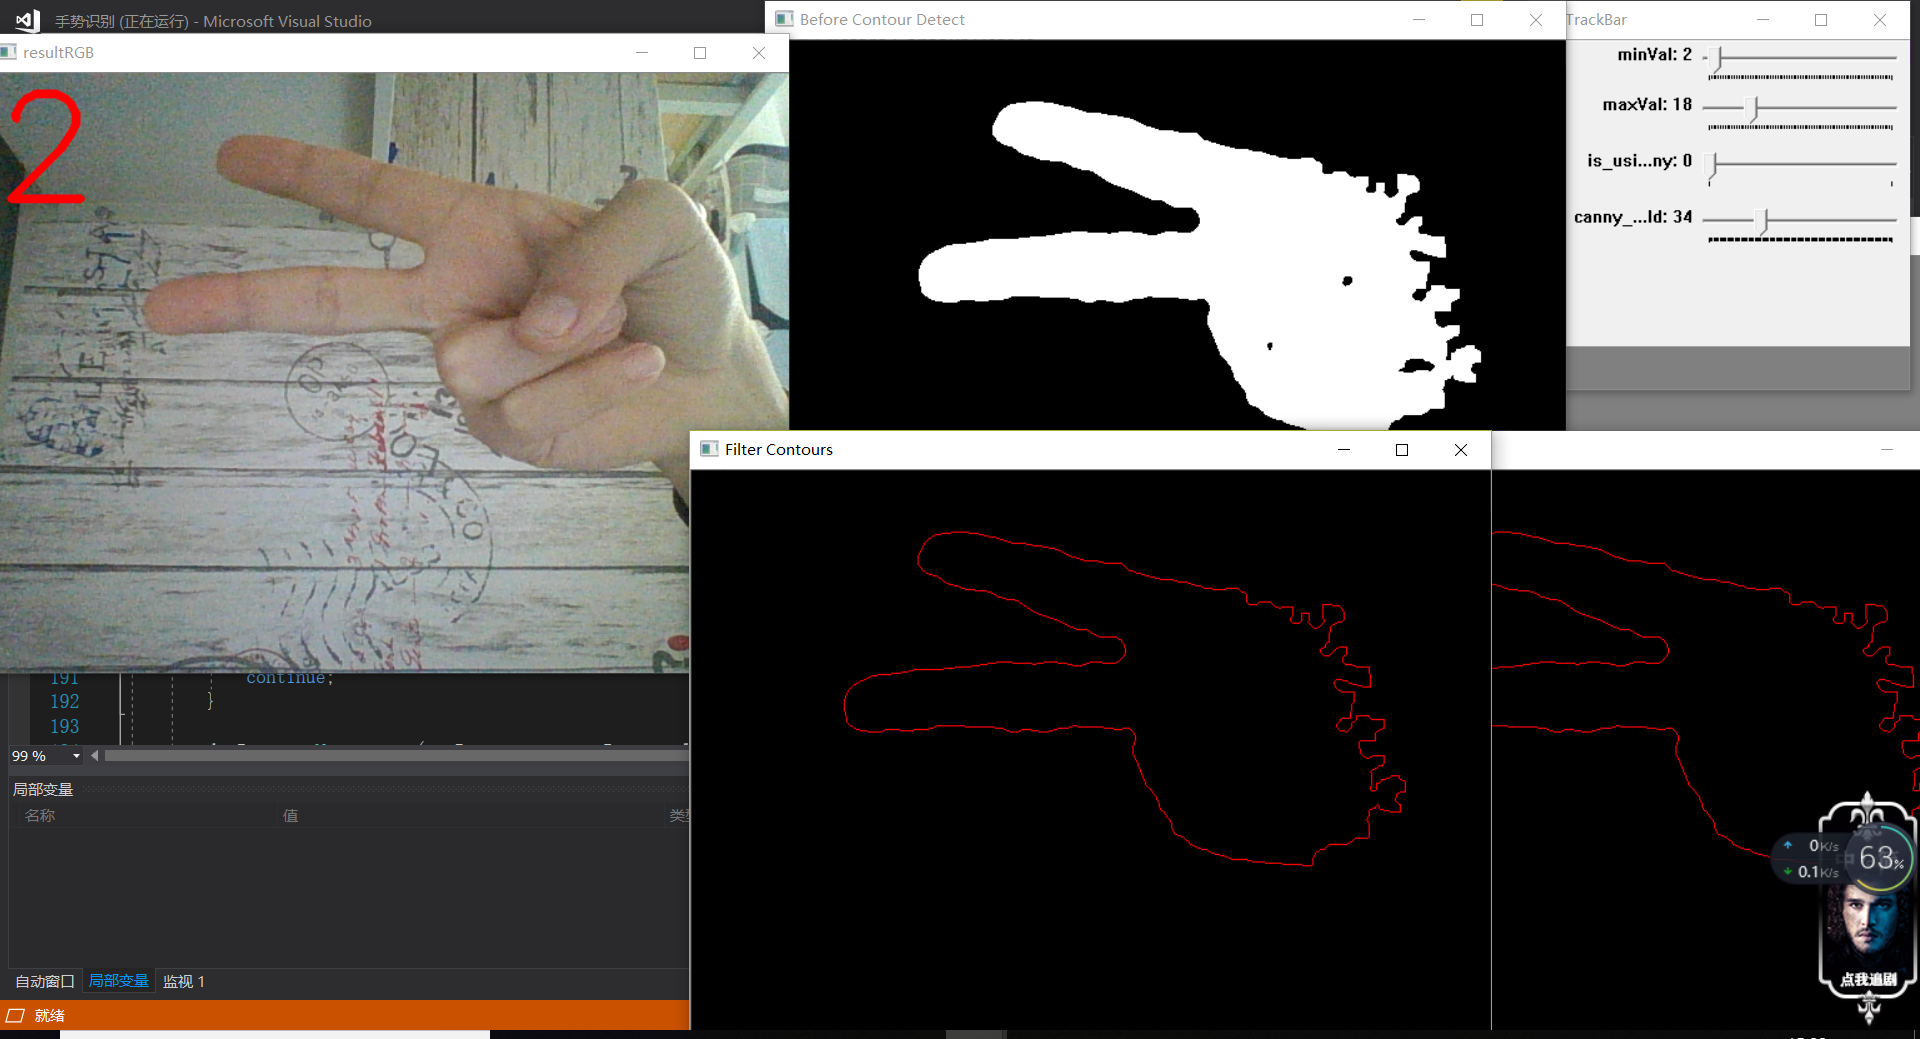 手势识别 (正在运行) - Microsoft Visual Studio
Before Contour Detect
TrackBar
resultRGB
minVal: 2
maxVal: 18
is_usi...ny: 0
canny_...ld: 34
2
Filter Contours
191
continue;
192
}
193
99 %
局部变量
名称
值
自动窗口
局部变量
监视 1
就绪
0K/s
0.1K/s
63%
点我追剧